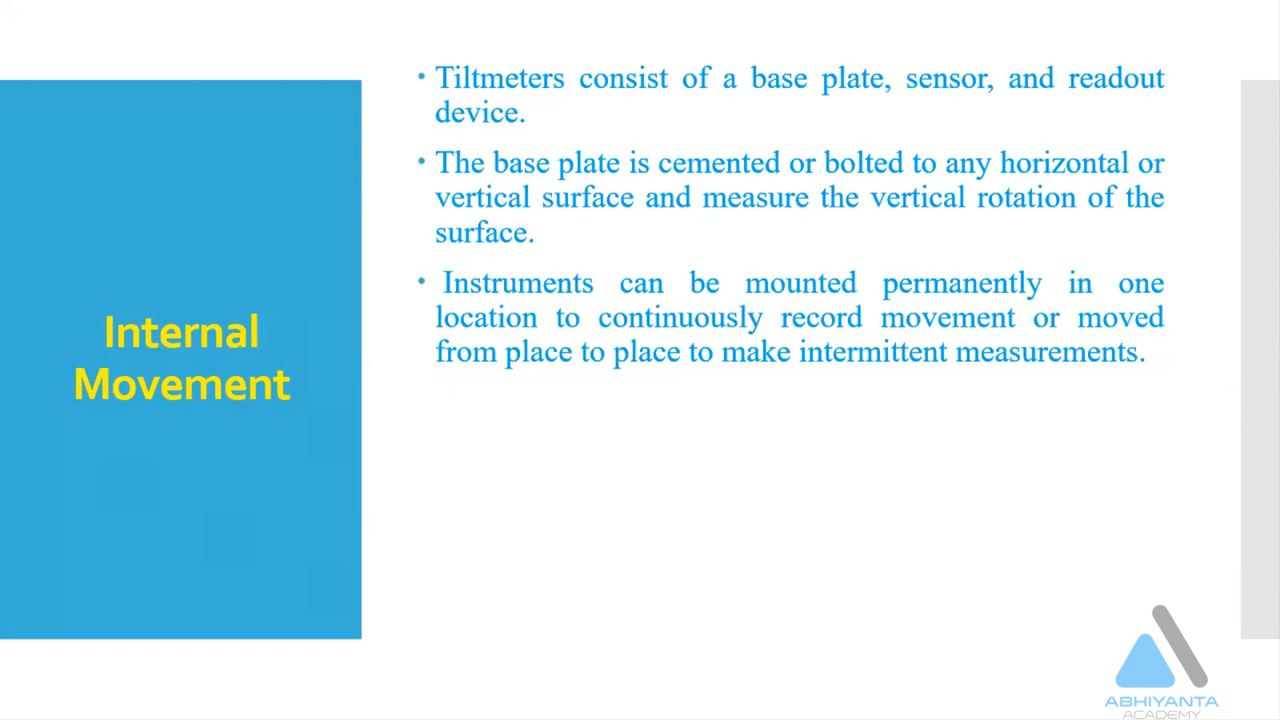 Internal
Movement
• Tiltmeters consist of a base plate, sensor, and readout
device.
• The base plate is cemented or bolted to any horizontal or
vertical surface and measure the vertical rotation of the
surface.
• Instruments can be mounted permanently in one
location to continuously record movement or moved
from place to place to make intermittent measurements.
ABHIYANTA
ACADEMY